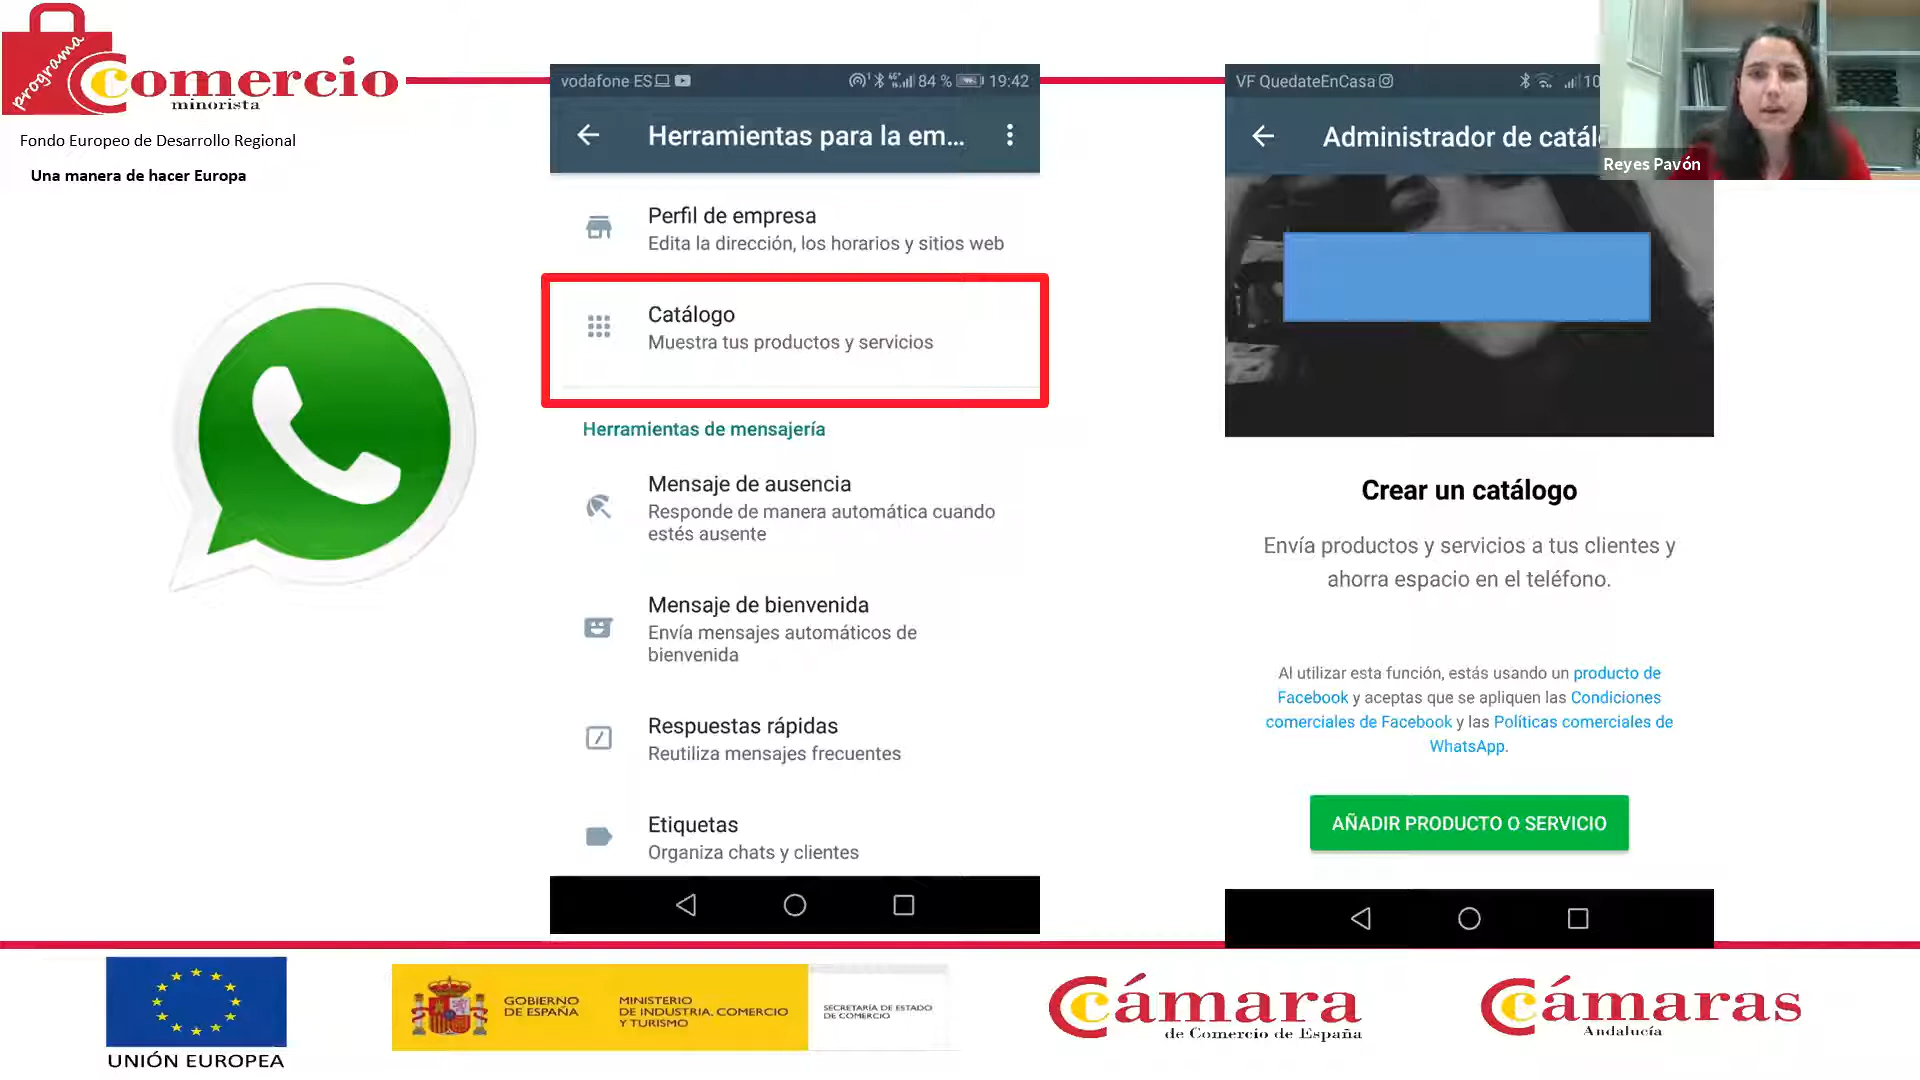 programa
Comercio
minorista
Fondo Europeo de Desarrollo Regional
Una manera de hacer Europa
vodafone ES 84 % 19:42
Herramientas para la em...
Perfil de empresa
Edita la dirección, los horarios y sitios web
Catálogo
Muestra tus productos y servicios
Herramientas de mensajería
Mensaje de ausencia
Responde de manera automática cuando
estés ausente
Mensaje de bienvenida
Envía mensajes automáticos de
bienvenida
Respuestas rápidas
Reutiliza mensajes frecuentes
Etiquetas
Organiza chats y clientes
VF QuedateEnCasa
Administrador de catál
Reyes Pavón
Crear un catálogo
Envía productos y servicios a tus clientes y
ahorra espacio en el teléfono.
Al utilizar esta función, estás usando un producto de
Facebook y aceptas que se apliquen las Condiciones
comerciales de Facebook y las Políticas comerciales de
WhatsApp.
AÑADIR PRODUCTO O SERVICIO
UNIÓN EUROPEA
GOBIERNO
DE ESPAÑA
MINISTERIO
DE INDUSTRIA, COMERCIO
Y TURISMO
SECRETARÍA DE ESTADO
DE COMERCIO
Cámara
de Comercio de España
Cámaras
Andalucía